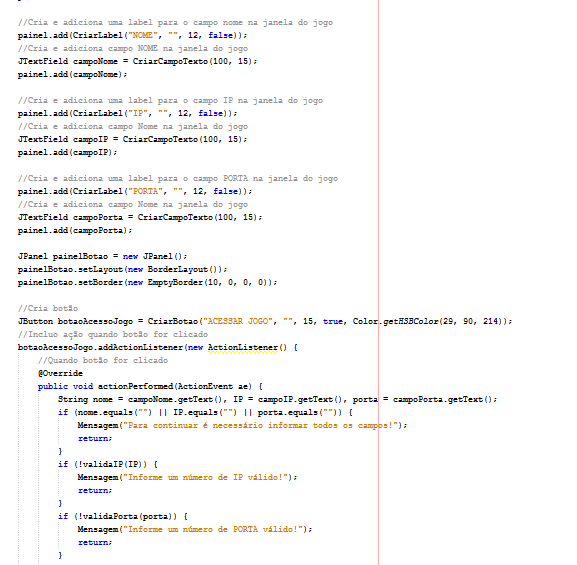 //Cria e adiciona uma label para o campo nome na janela do jogo
painel.add(CriarLabel("NOME", "", 12, false));
//Cria e adiciona campo NOME na janela do jogo
JTextField campoNome = CriarCampoTexto(100, 15);
painel.add(campoNome);
//Cria e adiciona uma label para o campo IP na janela do jogo
painel.add(CriarLabel("IP", "", 12, false));
//Cria e adiciona campo Nome na janela do jogo
JTextField campoIP = CriarCampoTexto(100, 15);
painel.add(campoIP);
//Cria e adiciona uma label para o campo PORTA na janela do jogo
painel.add(CriarLabel("PORTA", "", 12, false));
//Cria e adiciona campo Nome na janela do jogo
JTextField campoPorta = CriarCampoTexto(100, 15);
painel.add(campoPorta);
JPanel painelBotao = new JPanel();
painelBotao.setLayout(new BorderLayout());
painelBotao.setBorder(new EmptyBorder(10, 0, 0, 0));
//Cria botão
JButton botaoAcessoJogo = CriarBotao("ACESSAR JOGO", "", 15, true, Color.getHSBColor(29, 90, 214));
//Incluo ação quando botão for clicado
botaoAcessoJogo.addActionListener(new ActionListener() {
//Quando botão for clicado
@Override
public void actionPerformed(ActionEvent ae) {
String nome = campoNome.getText(), IP = campoIP.getText(), porta = campoPorta.getText();
if (nome.equals("") || IP.equals("") || porta.equals("")) {
Mensagem("Para continuar é necessário informar todos os campos!");
return;
}
if (!validaIP(IP)) {
Mensagem("Informe um número de IP válido!");
return;
}
if (!validaPorta(porta)) {
Mensagem("Informe um número de PORTA válido!");
return;
}